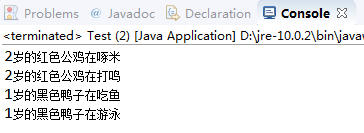 Problems @ Javadoc Declaration Console
<terminated> Test (2) [Java Application] D:\jre-10.0.2\bin\javav
2岁的红色公鸡在啄米
2岁的红色公鸡在打鸣
1岁的黑色鸭子在吃鱼
1岁的黑色鸭子在游泳